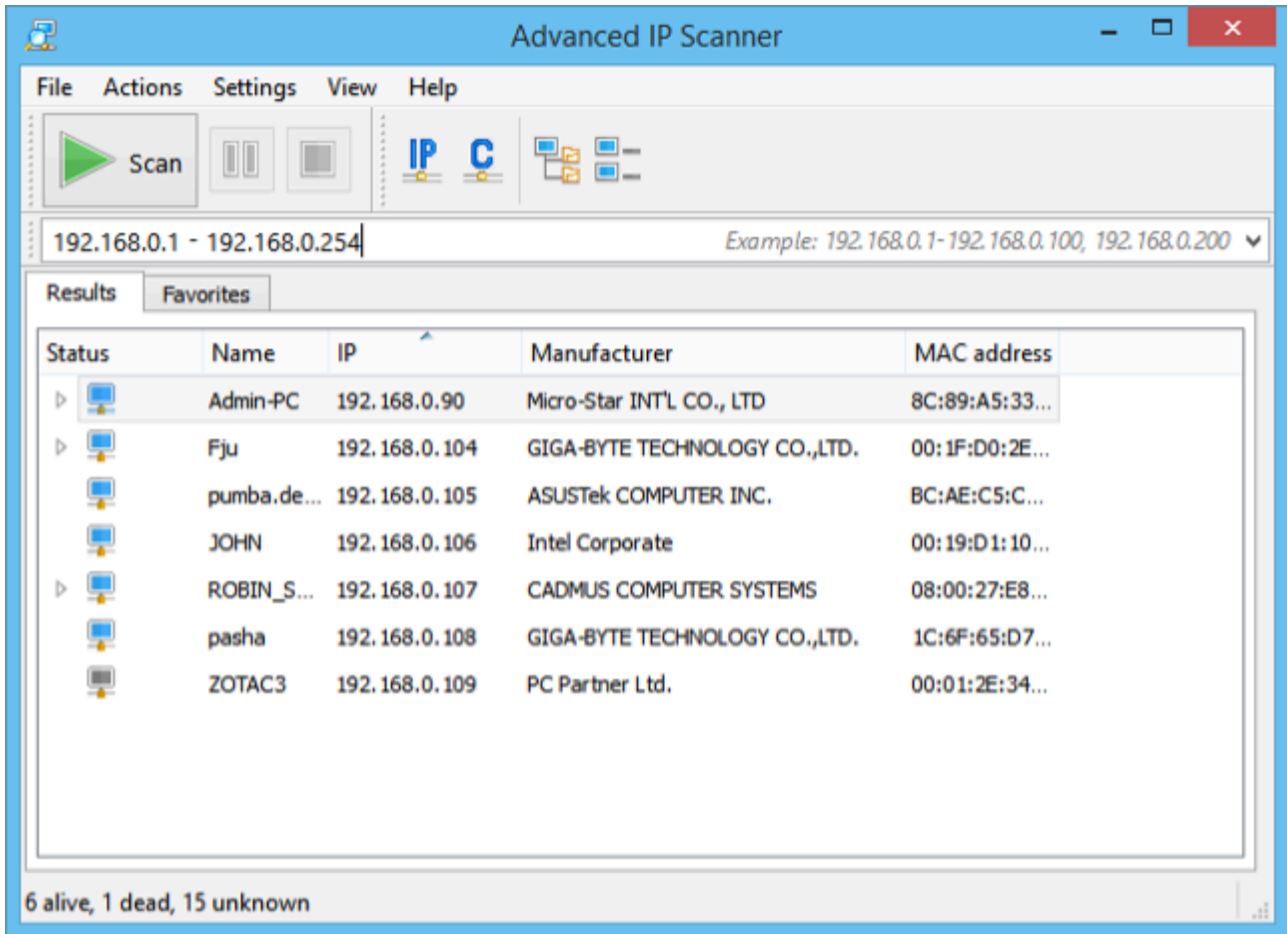 Advanced IP Scanner
File Actions Settings View Help
Scan IP C
192.168.0.1 - 192.168.0.254 Example: 192.168.0.1-192.168.0.100, 192.168.0.200
Results Favorites
Status Name IP Manufacturer MAC address
Admin-PC 192.168.0.90 Micro-Star INT'L CO., LTD 8C:89:A5:33...
Fju 192.168.0.104 GIGA-BYTE TECHNOLOGY CO.,LTD. 00:1F:D0:2E...
pumba.de... 192.168.0.105 ASUSTek COMPUTER INC. BC:AE:C5:C...
JOHN 192.168.0.106 Intel Corporate 00:19:D1:10...
ROBIN_S... 192.168.0.107 CADMUS COMPUTER SYSTEMS 08:00:27:E8...
pasha 192.168.0.108 GIGA-BYTE TECHNOLOGY CO.,LTD. 1C:6F:65:D7...
ZOTAC3 192.168.0.109 PC Partner Ltd. 00:01:2E:34...
6 alive, 1 dead, 15 unknown